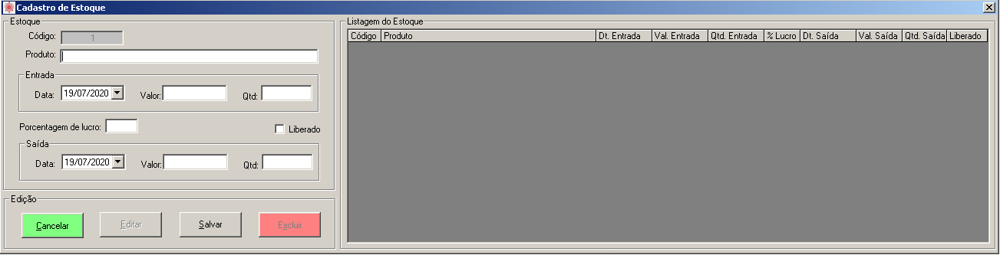 Cadastro de Estoque
Estoque
Código: 1
Produto:
Entrada
Data: 19/07/2020 Valor: Qtd:
Porcentagem de lucro: Liberado
Saída
Data: 19/07/2020 Valor: Qtd:
Edição
Cancelar Editar Salvar Excluir
Listagem do Estoque
Código Produto Dt. Entrada Val. Entrada Qtd. Entrada % Lucro Dt. Saída Val. Saída Qtd. Saída Liberado